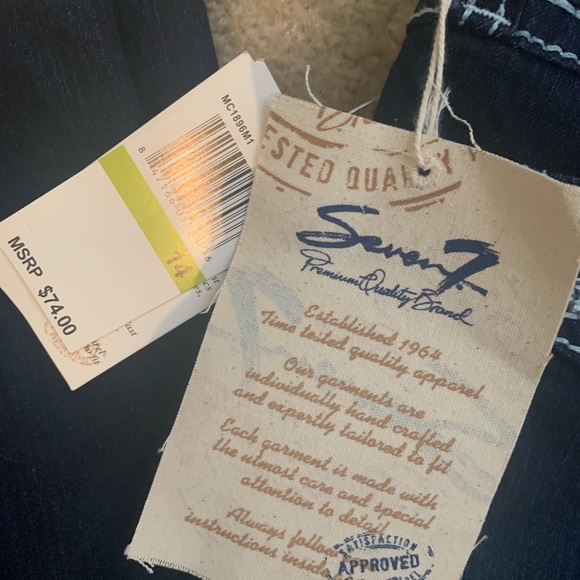 MC1896M1
14
MSRP $74.00
ESTED QUAL Y
Seven7
Premium Quality Brand
Established 1964
Time tested quality apparel
Our garments are
individually hand crafted
and expertly tailored to fit
Each garment is made with
the utmost care and special
attention to detail
Always follow
instructions inside
SATISFACTION
APPROVED